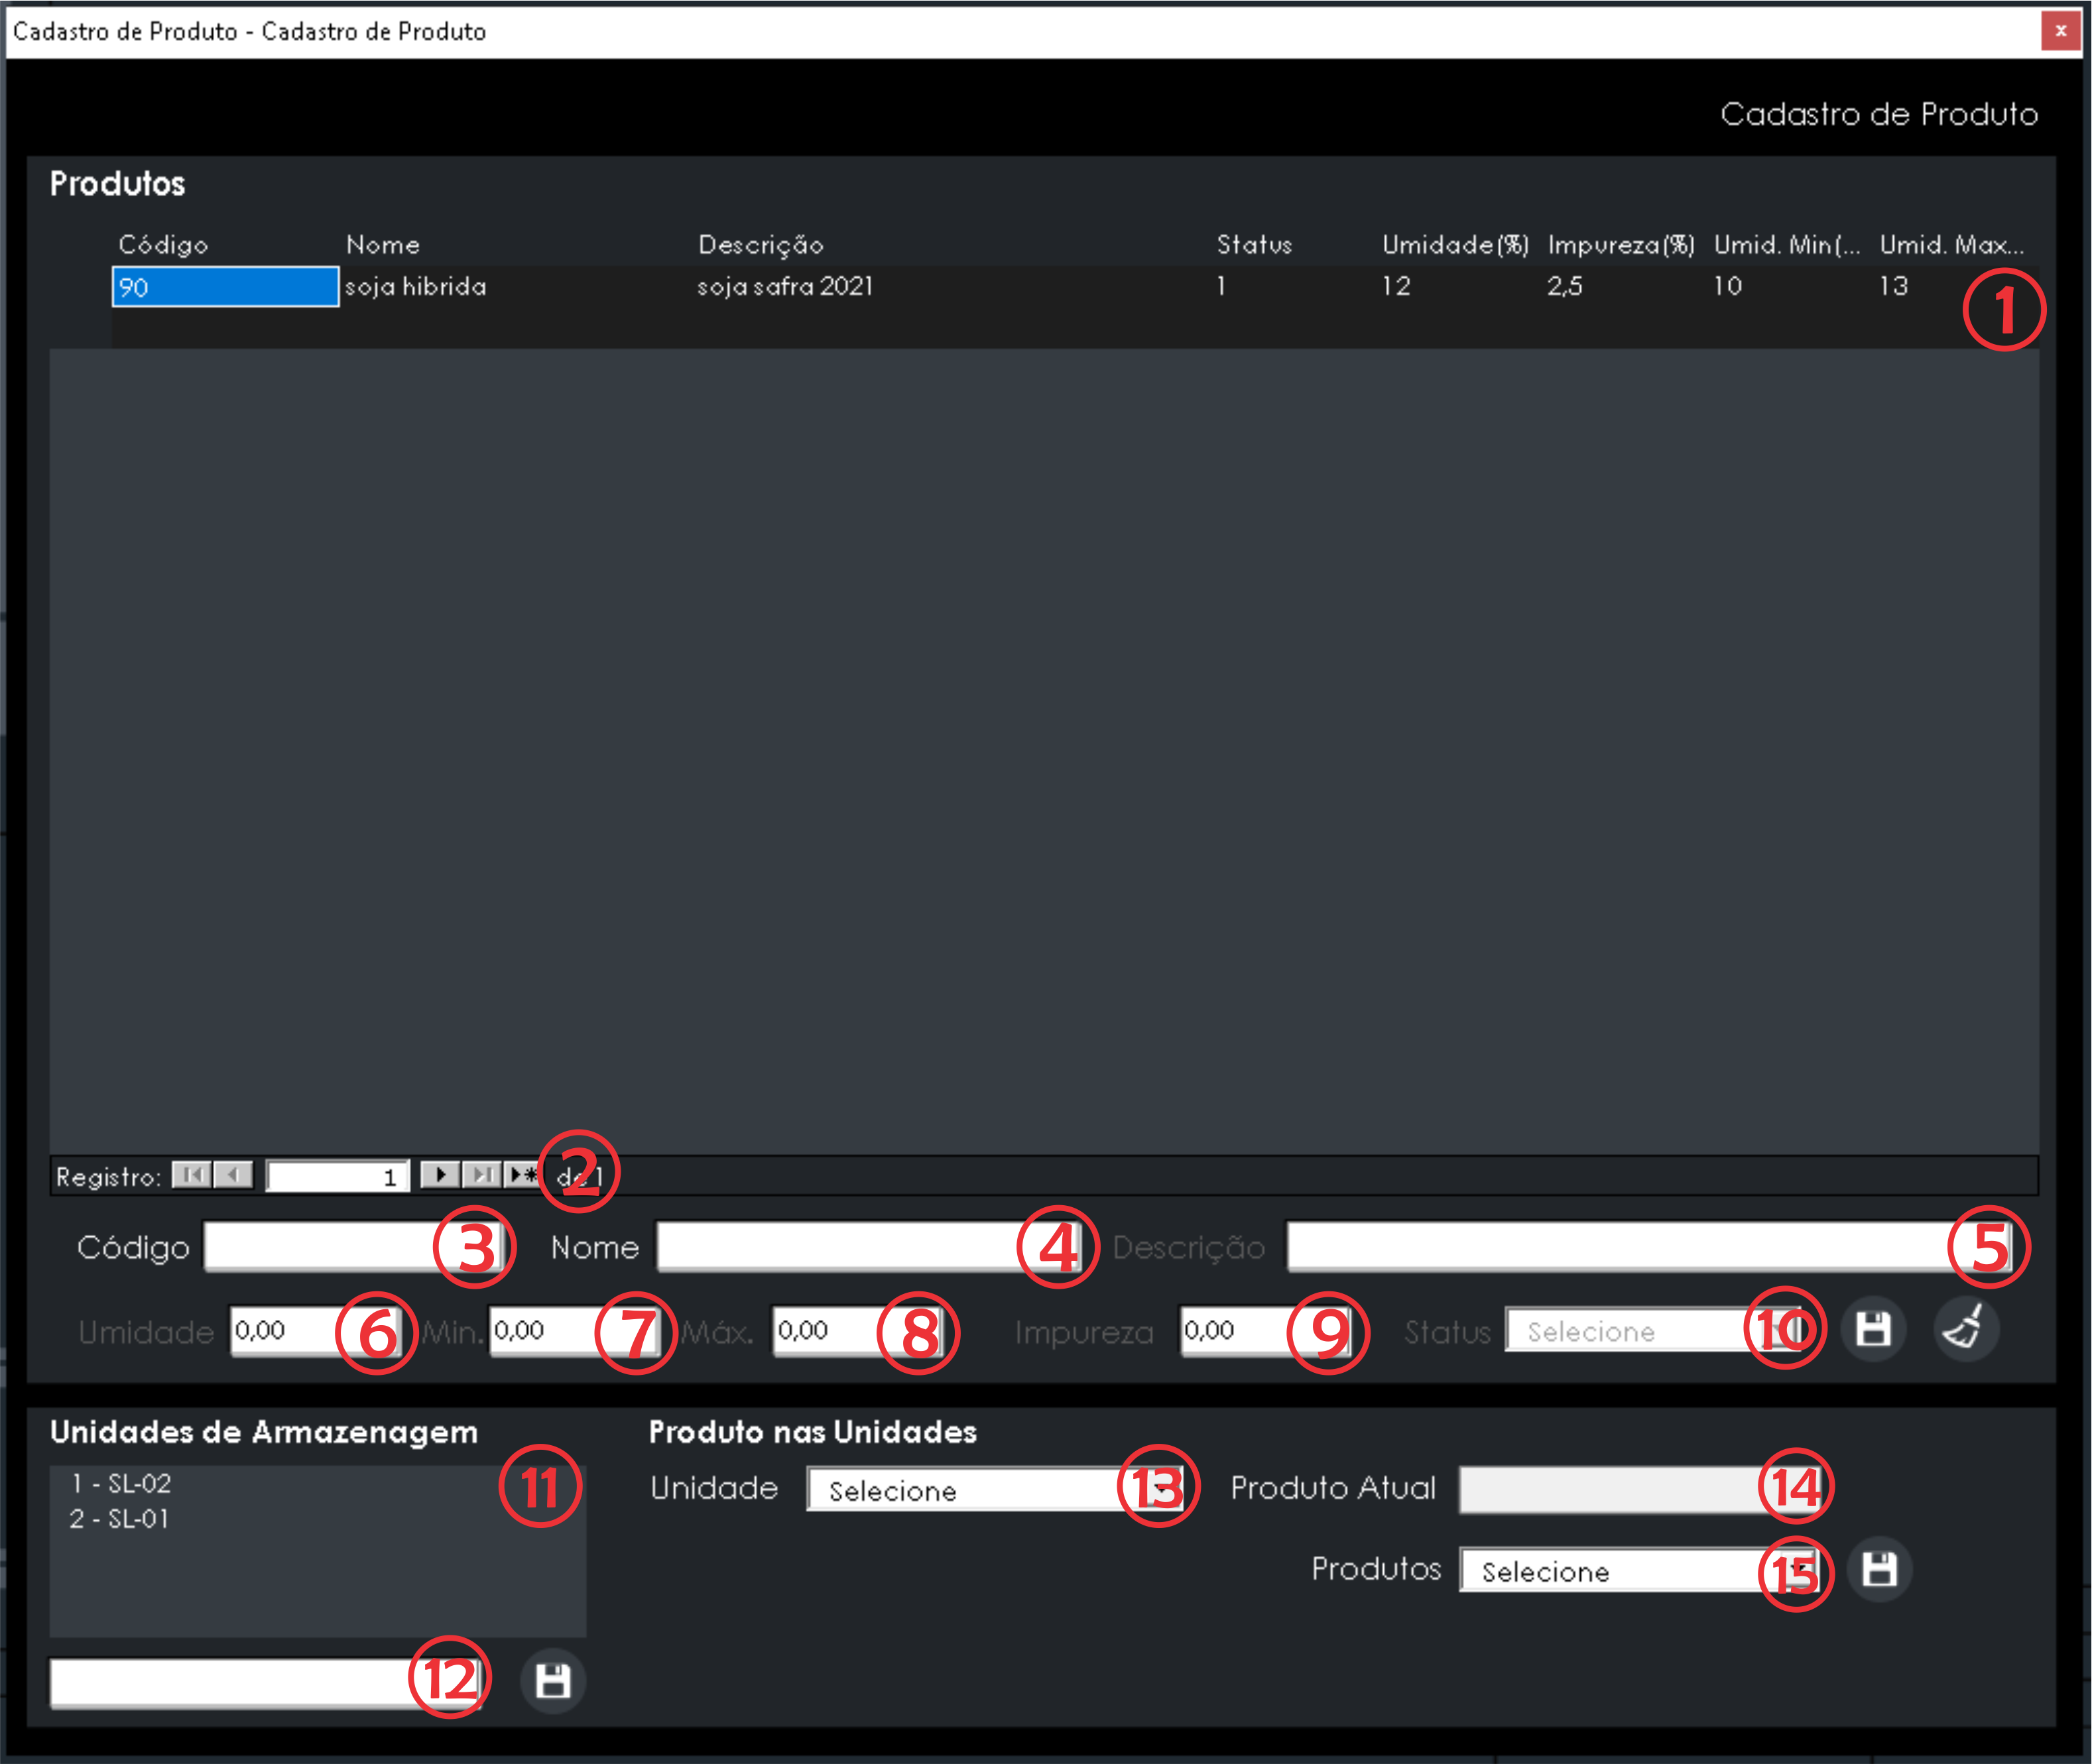 Cadastro de Produto - Cadastro de Produto
x
Cadastro de Produto
Produtos
Código Nome Descrição Status Umidade(%) Impureza(%) Umid. Min(... Umid. Max...
90 soja hibrida soja safra 2021 1 12 2,5 10 13
1
Registro: 1 de 1
2
Código 3 Nome 4 Descrição 5
Umidade 0,00 6 Min. 0,00 7 Máx. 0,00 8 Impureza 0,00 9 Status Selecione 10
Unidades de Armazenagem Produto nas Unidades
1 - SL-02 11 Unidade Selecione 13 Produto Atual 14
2 - SL-01
Produtos Selecione 15
12